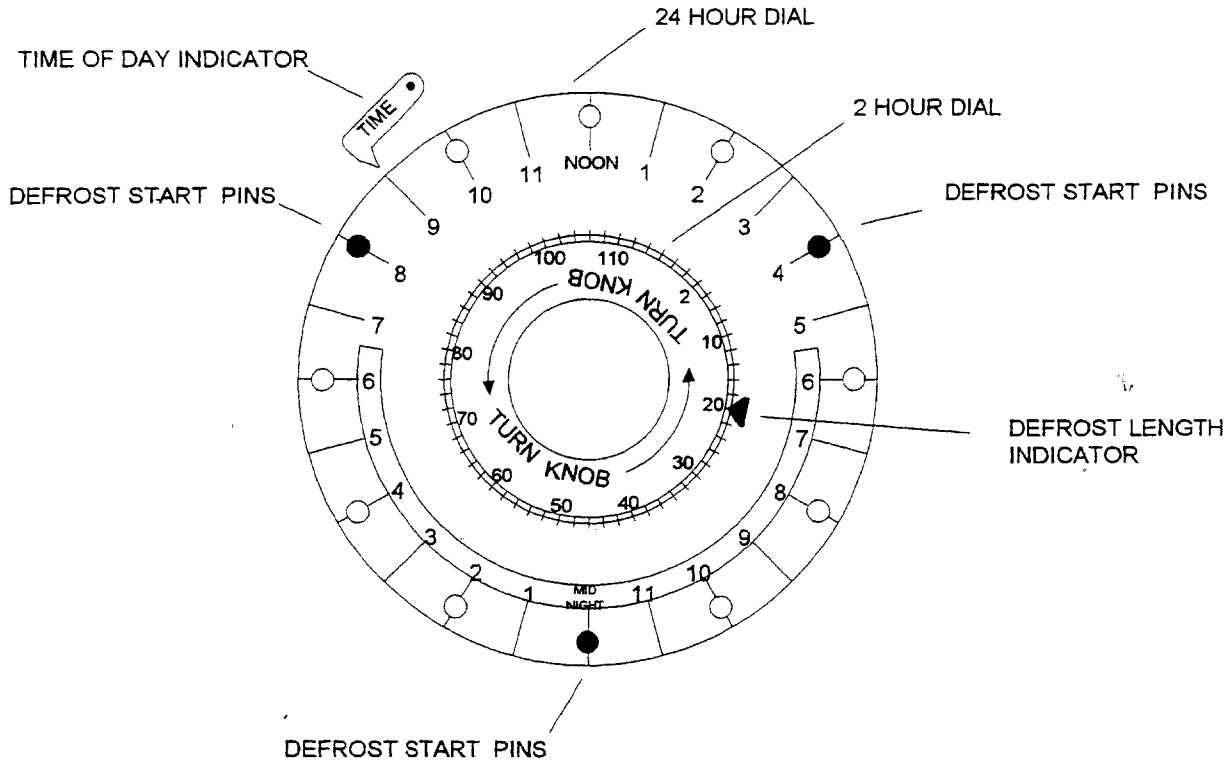 24 HOUR DIAL
TIME OF DAY INDICATOR
TIME
2 HOUR DIAL
DEFROST START PINS
DEFROST START PINS
NOON
1
2
3
4
5
6
7
8
9
10
11
MID
NIGHT
1
2
3
4
5
6
7
8
9
10
11
2
10
20
30
40
50
60
70
80
90
100
110
TURN KNOB
TURN KNOB
DEFROST LENGTH
INDICATOR
DEFROST START PINS